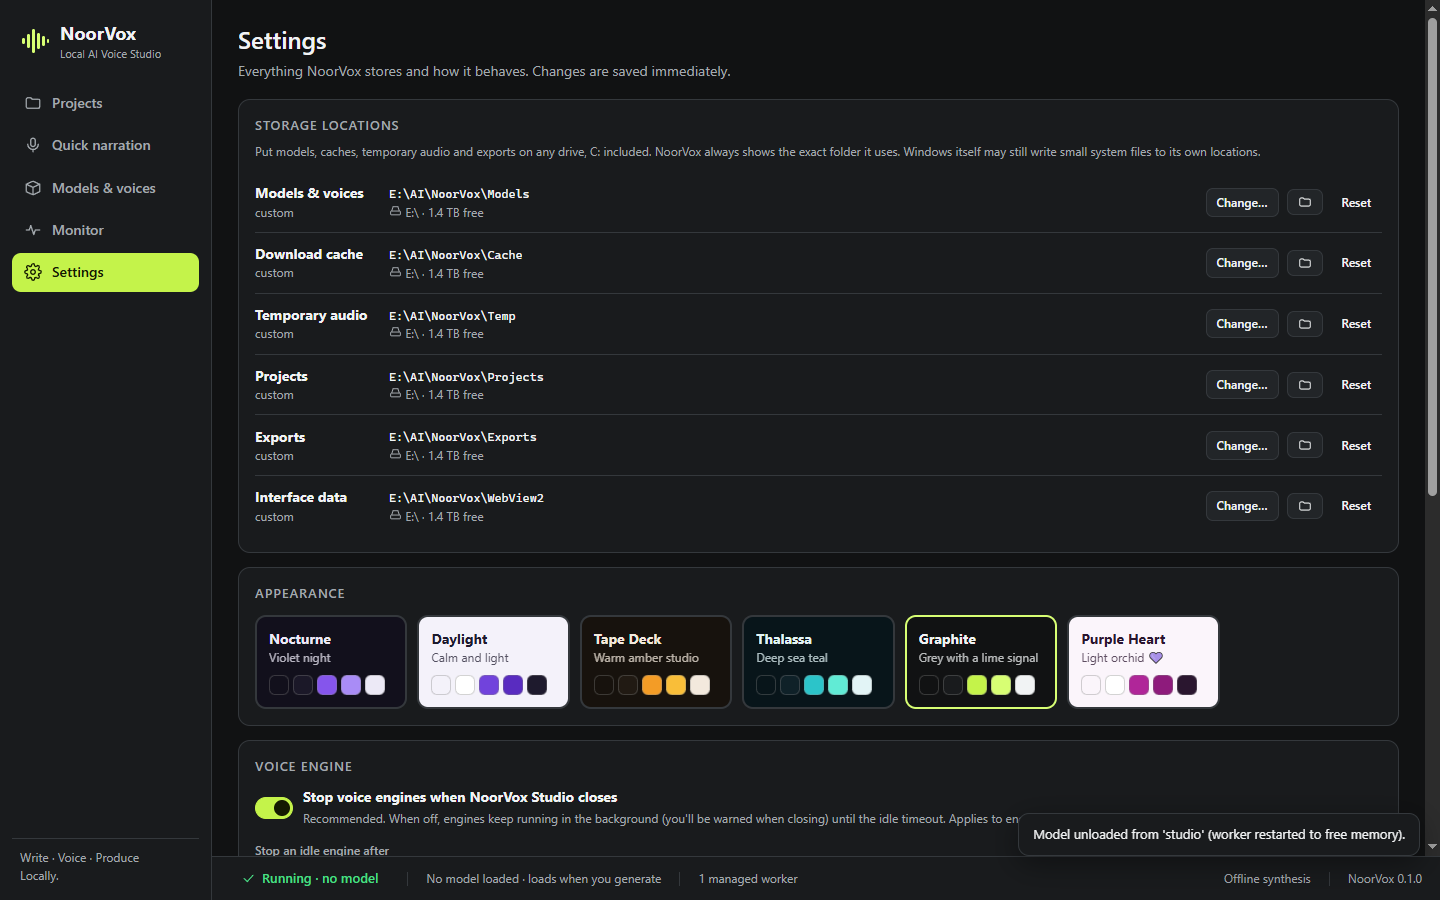 NoorVox
Local AI Voice Studio
Projects
Quick narration
Models & voices
Monitor
Settings
Write · Voice · Produce
Locally.
Settings
Everything NoorVox stores and how it behaves. Changes are saved immediately.
STORAGE LOCATIONS
Put models, caches, temporary audio and exports on any drive, C: included. NoorVox always shows the exact folder it uses. Windows itself may still write small system files to its own locations.
Models & voices E:\AI\NoorVox\Models Change... Reset
custom E:\ · 1.4 TB free
Download cache E:\AI\NoorVox\Cache Change... Reset
custom E:\ · 1.4 TB free
Temporary audio E:\AI\NoorVox\Temp Change... Reset
custom E:\ · 1.4 TB free
Projects E:\AI\NoorVox\Projects Change... Reset
custom E:\ · 1.4 TB free
Exports E:\AI\NoorVox\Exports Change... Reset
custom E:\ · 1.4 TB free
Interface data E:\AI\NoorVox\WebView2 Change... Reset
custom E:\ · 1.4 TB free
APPEARANCE
Nocturne
Violet night
Daylight
Calm and light
Tape Deck
Warm amber studio
Thalassa
Deep sea teal
Graphite
Grey with a lime signal
Purple Heart
Light orchid 💜
VOICE ENGINE
Stop voice engines when NoorVox Studio closes
Recommended. When off, engines keep running in the background (you'll be warned when closing) until the idle timeout. Applies to
Model unloaded from 'studio' (worker restarted to free memory).
Stop an idle engine after
Running · no model No model loaded · loads when you generate 1 managed worker Offline synthesis NoorVox 0.1.0